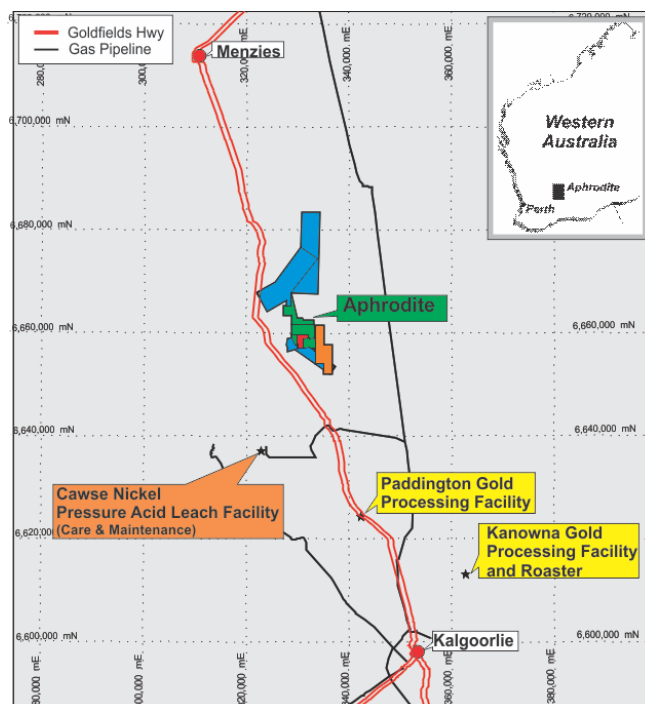 Goldfields Hwy
Gas Pipeline
Menzies
280,000 mE
300,000 mE
320,000 mE
340,000 mE
360,000 mE
6,700,000 mN
6,680,000 mN
6,660,000 mN
6,640,000 mN
6,620,000 mN
6,600,000 mN
Western
Australia
Aphrodite
Perth
Aphrodite
6,660,000 mN
6,640,000 mN
Cawse Nickel
Pressure Acid Leach Facility
(Care & Maintenance)
Paddington Gold
Processing Facility
Kanowna Gold
Processing Facility
and Roaster
Kalgoorlie
6,600,000 mN
300,000 mE
320,000 mE
340,000 mE
360,000 mE
380,000 mE